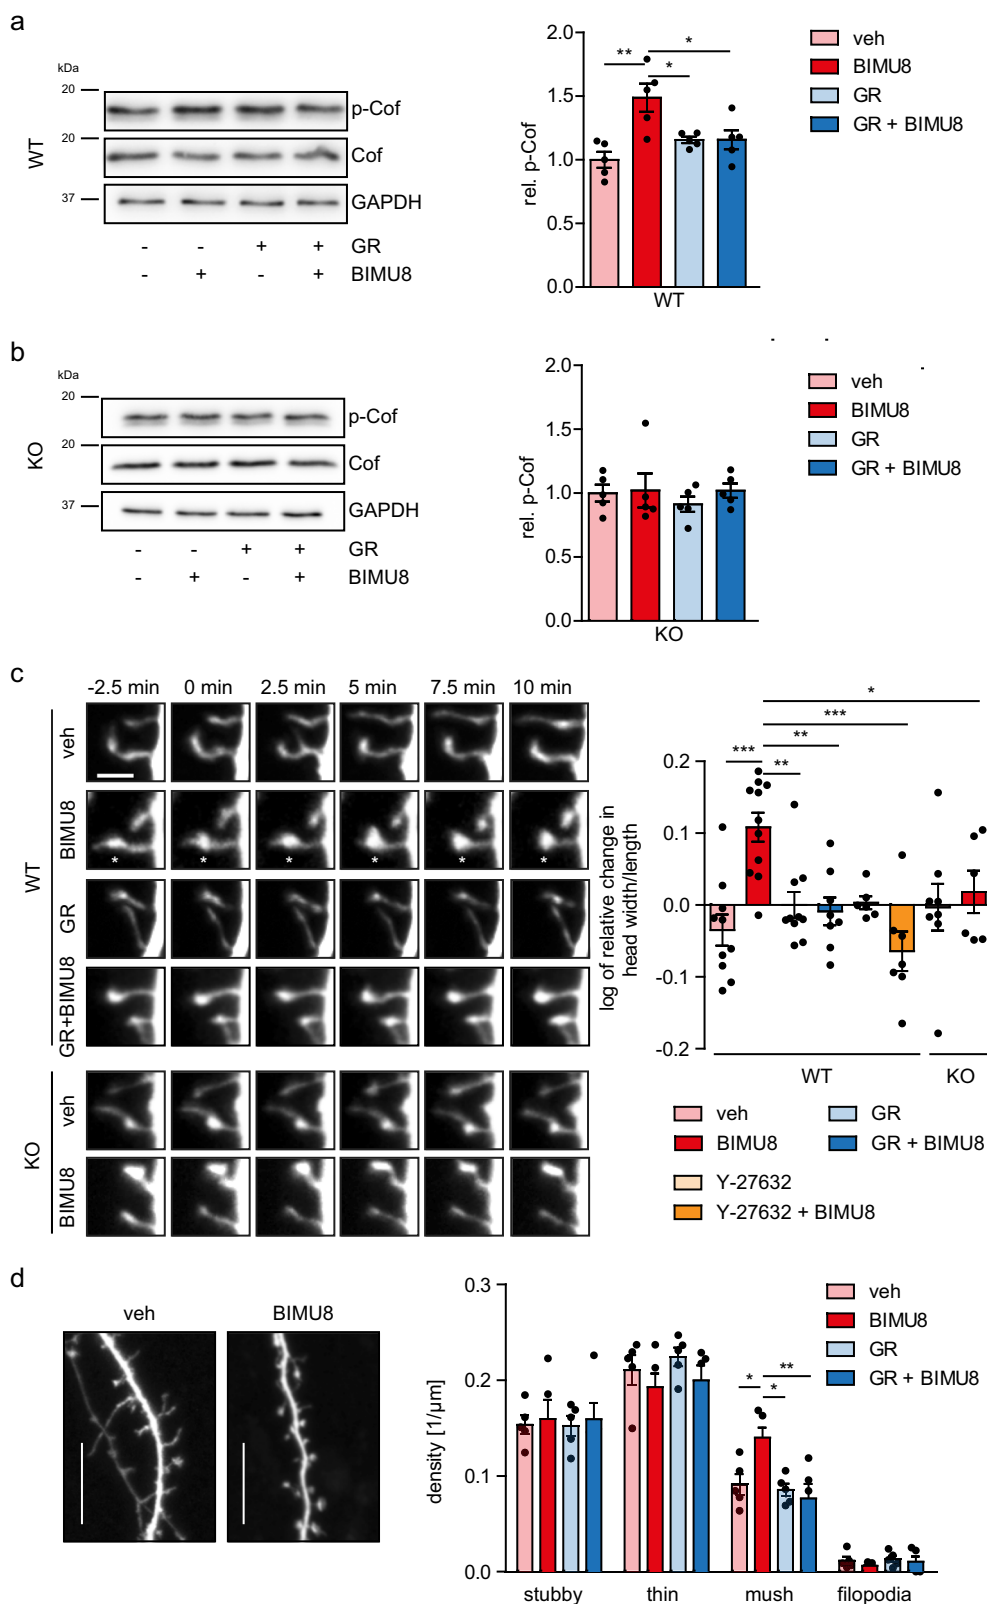 a
kDa
20
p-Cof
20
Cof
37
GAPDH
WT
- - + + GR
- + - + BIMU8
rel. p-Cof
2.0
1.5
1.0
0.5
0.0
** * *
WT
veh
BIMU8
GR
GR + BIMU8
b
kDa
20
p-Cof
20
Cof
37
GAPDH
KO
- - + + GR
- + - + BIMU8
rel. p-Cof
2.0
1.5
1.0
0.5
0.0
KO
veh
BIMU8
GR
GR + BIMU8
c
-2.5 min 0 min 2.5 min 5 min 7.5 min 10 min
WT
veh
BIMU8
* * * * * *
GR
GR+BIMU8
KO
veh
BIMU8
log of relative change in
head width/length
0.2
0.1
0.0
-0.1
-0.2
*
***
**
*** **
WT KO
veh GR
BIMU8 GR + BIMU8
Y-27632
Y-27632 + BIMU8
d
veh BIMU8
density [1/µm]
0.3
0.2
0.1
0.0
**
* *
stubby thin mush filopodia
veh
BIMU8
GR
GR + BIMU8